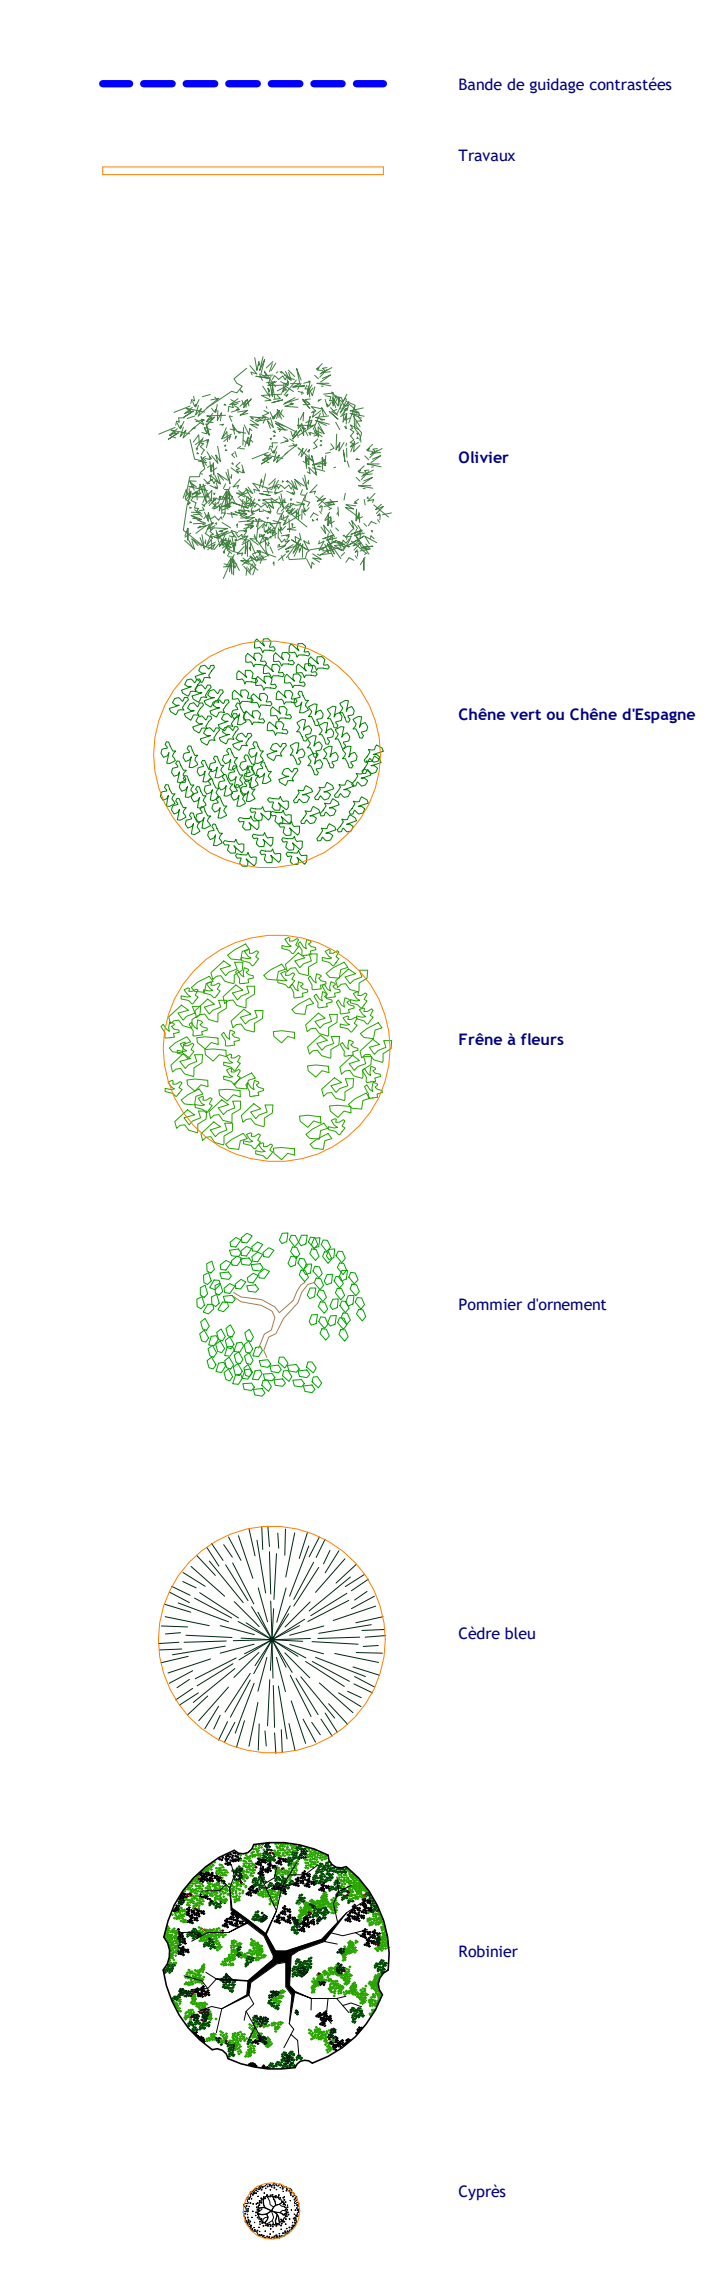 Bande de guidage contrastées
Travaux
Olivier
Chêne vert ou Chêne d'Espagne
Frêne à fleurs
Pommier d'ornement
Cèdre bleu
Robinier
Cyprès